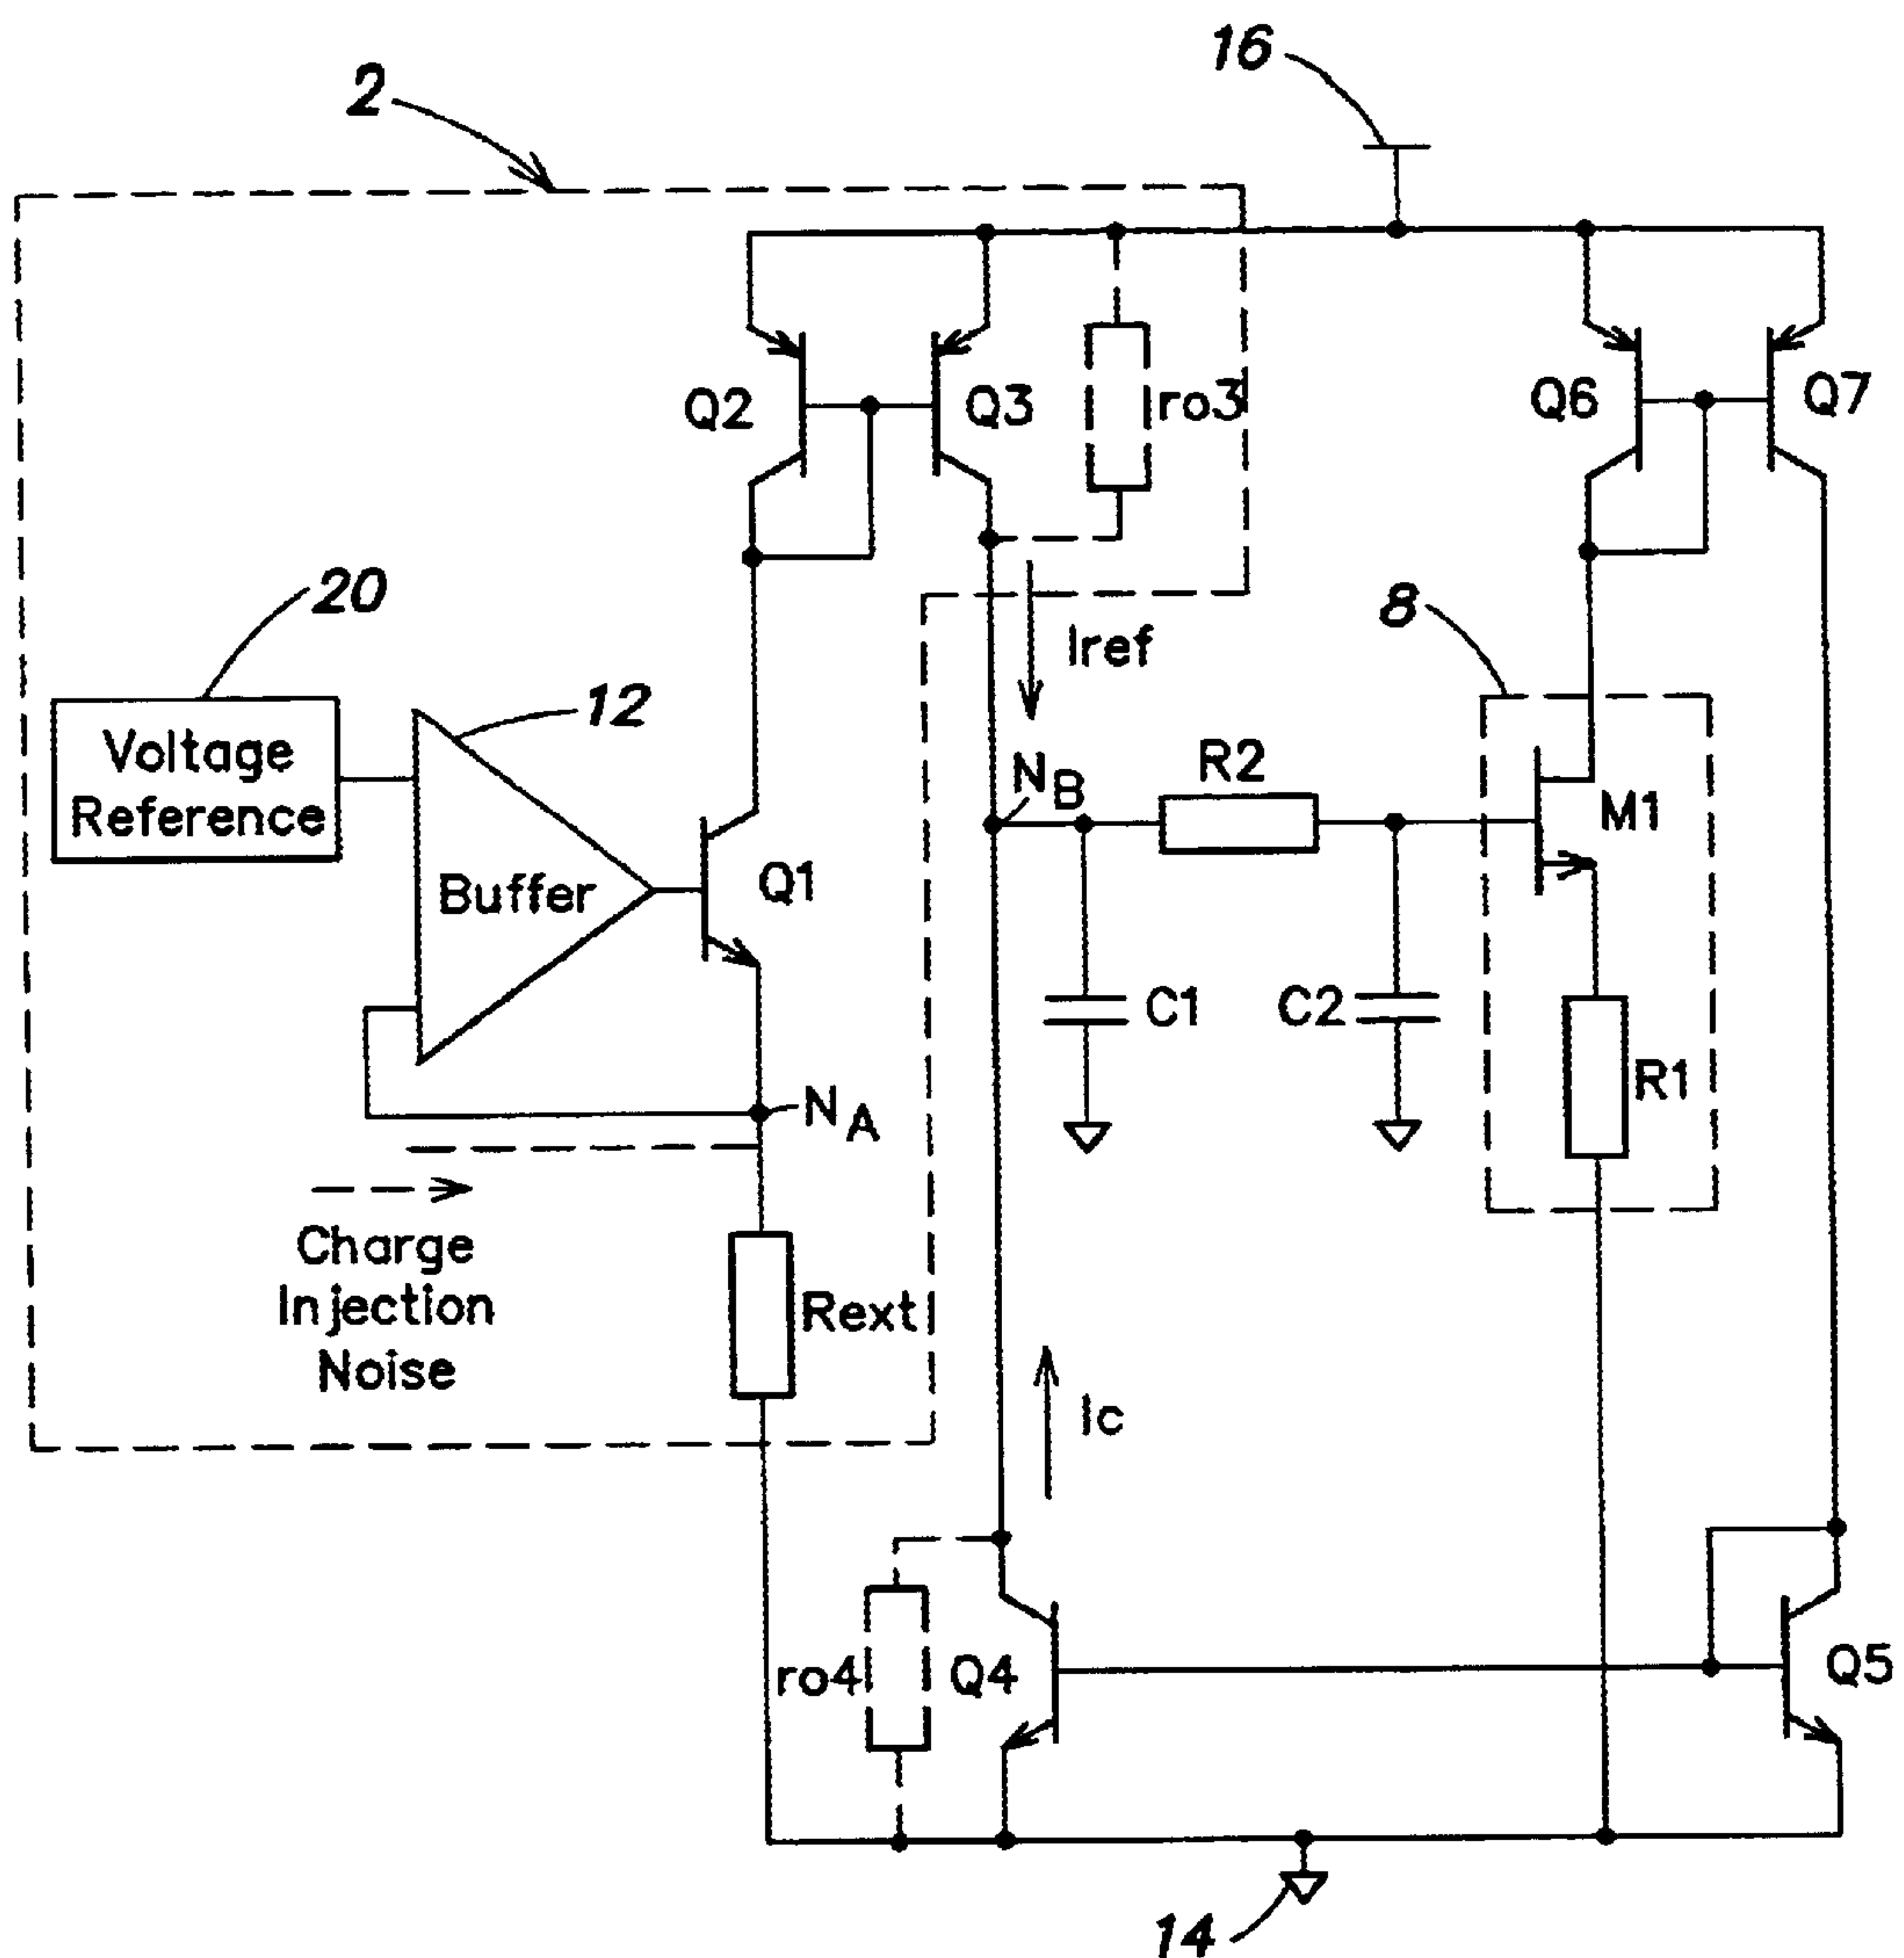 16
2
Q2
Q3
ro3
Q6
Q7
20
8
Iref
12
Voltage
Reference
NB
R2
M1
Buffer
Q1
C1
C2
R1
NA
Charge
Injection
Noise
Rext
Ic
ro4
Q4
Q5
14